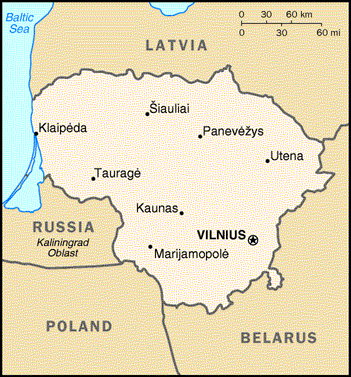 Baltic
Sea
0 30 60 km
0 30 60 mi
LATVIA
Šiauliai
Klaipėda
Panevėžys
Utena
Tauragė
Kaunas
RUSSIA
Kaliningrad
Oblast
VILNIUS
Marijamopolė
POLAND
BELARUS